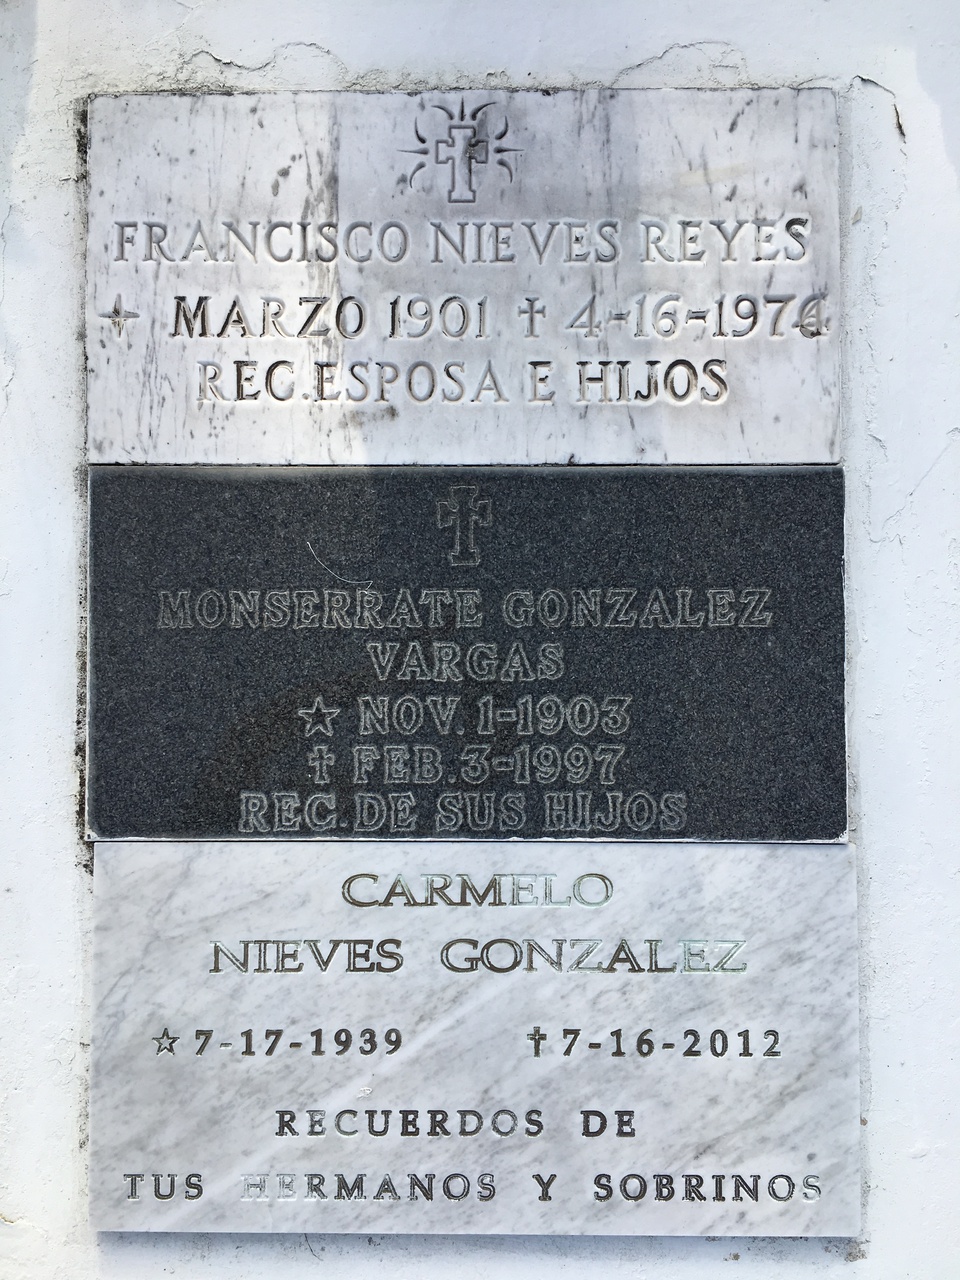 FRANCISCO NIEVES REYES
MARZO 1901 † 4-16-1974
REC. ESPOSA E HIJOS
MONSERRATE GONZALEZ
VARGAS
☆ NOV. 1-1903
† FEB. 3-1997
REC. DE SUS HIJOS
CARMELO
NIEVES GONZALEZ
☆ 7-17-1939 † 7-16-2012
RECUERDOS DE
TUS HERMANOS Y SOBRINOS